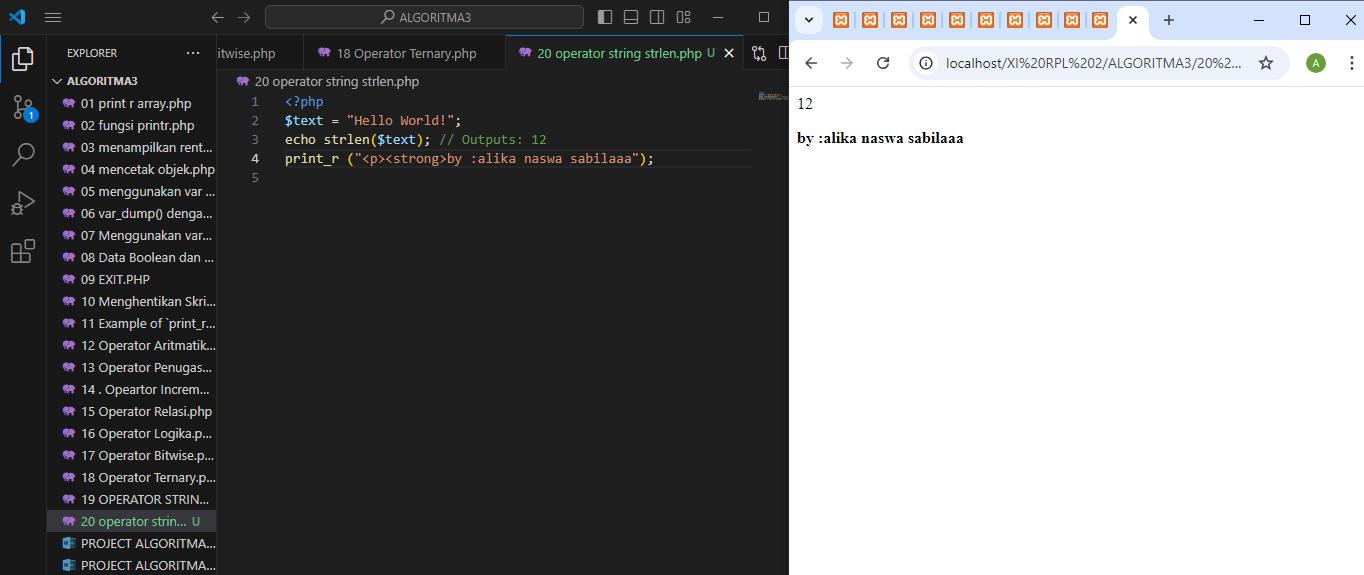 ALGORITMA3
EXPLORER
···
itwise.php
18 Operator Ternary.php
20 operator string strlen.php U
ALGORITMA3
01 print r array.php
02 fungsi printr.php
03 menampilkan rent...
04 mencetak objek.php
05 menggunakan var ...
06 var_dump() denga...
07 Menggunakan var...
08 Data Boolean dan ...
09 EXIT.PHP
10 Menghentikan Skri...
11 Example of `print_r...
12 Operator Aritmatik...
13 Operator Penugas...
14 . Opeartor Increm...
15 Operator Relasi.php
16 Operator Logika.p...
17 Operator Bitwise.p...
18 Operator Ternary.p...
19 OPERATOR STRIN...
20 operator strin... U
PROJECT ALGORITMA...
PROJECT ALGORITMA...
1
20 operator string strlen.php
1 <?php
2 $text = "Hello World!";
3 echo strlen($text); // Outputs: 12
4 print_r ("<p><strong>by :alika naswa sabilaaa");
5
localhost/XI%20RPL%202/ALGORITMA3/20%2...
A
12
by :alika naswa sabilaaa